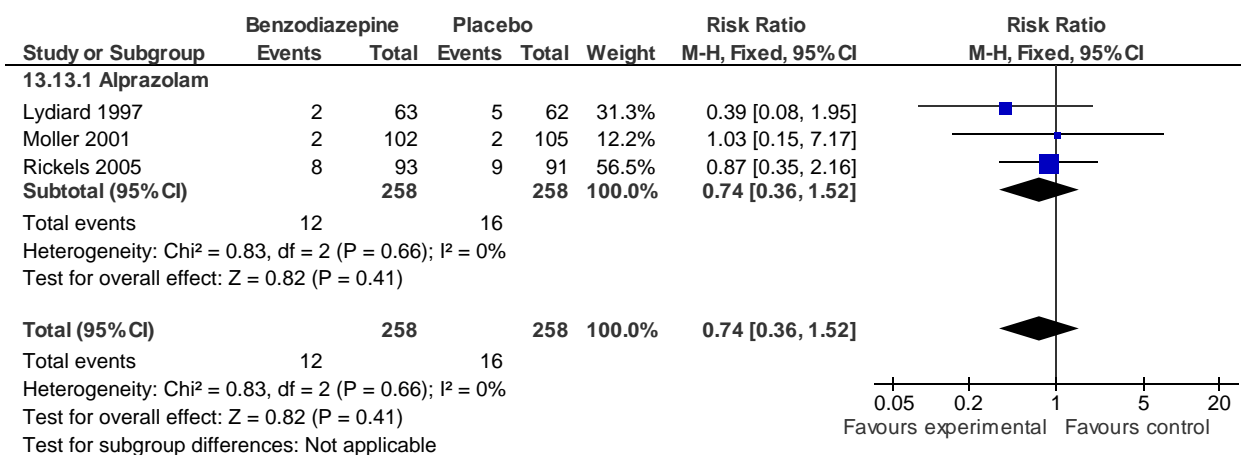 Benzodiazepine Placebo Risk Ratio Risk Ratio
Study or Subgroup Events Total Events Total Weight M-H, Fixed, 95% CI M-H, Fixed, 95% CI
13.13.1 Alprazolam
Lydiard 1997 2 63 5 62 31.3% 0.39 [0.08, 1.95]
Moller 2001 2 102 2 105 12.2% 1.03 [0.15, 7.17]
Rickels 2005 8 93 9 91 56.5% 0.87 [0.35, 2.16]
Subtotal (95% CI) 258 258 100.0% 0.74 [0.36, 1.52]
Total events 12 16
Heterogeneity: Chi² = 0.83, df = 2 (P = 0.66); I² = 0%
Test for overall effect: Z = 0.82 (P = 0.41)
Total (95% CI) 258 258 100.0% 0.74 [0.36, 1.52]
Total events 12 16
Heterogeneity: Chi² = 0.83, df = 2 (P = 0.66); I² = 0%
Test for overall effect: Z = 0.82 (P = 0.41)
Test for subgroup differences: Not applicable
0.05 0.2 1 5 20
Favours experimental Favours control